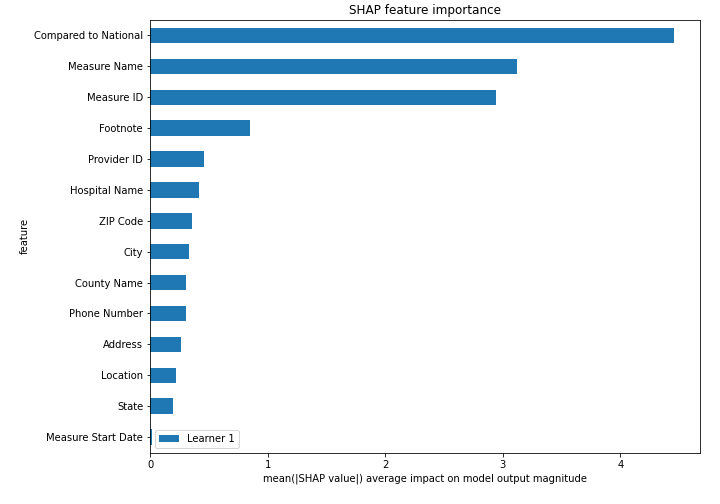 SHAP feature importance
Compared to National
Measure Name
Measure ID
Footnote
Provider ID
Hospital Name
ZIP Code
City
County Name
Phone Number
Address
Location
State
Measure Start Date
feature
Learner 1
0 1 2 3 4
mean(|SHAP value|) average impact on model output magnitude